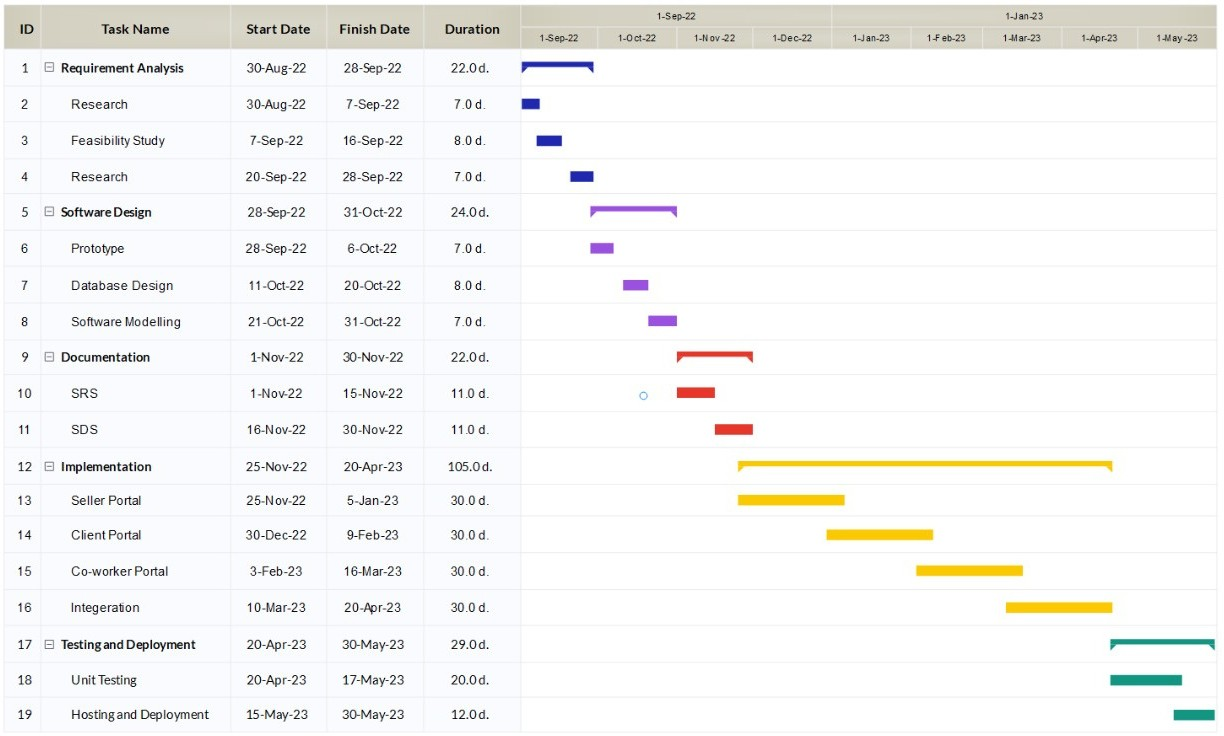 1-Sep-22 1-Jan-23
ID Task Name Start Date Finish Date Duration 1-Sep-22 1-Oct-22 1-Nov-22 1-Dec-22 1-Jan-23 1-Feb-23 1-Mar-23 1-Apr-23 1-May-23
1 Requirement Analysis 30-Aug-22 28-Sep-22 22.0 d.
2 Research 30-Aug-22 7-Sep-22 7.0 d.
3 Feasibility Study 7-Sep-22 16-Sep-22 8.0 d.
4 Research 20-Sep-22 28-Sep-22 7.0 d.
5 Software Design 28-Sep-22 31-Oct-22 24.0 d.
6 Prototype 28-Sep-22 6-Oct-22 7.0 d.
7 Database Design 11-Oct-22 20-Oct-22 8.0 d.
8 Software Modelling 21-Oct-22 31-Oct-22 7.0 d.
9 Documentation 1-Nov-22 30-Nov-22 22.0 d.
10 SRS 1-Nov-22 15-Nov-22 11.0 d.
11 SDS 16-Nov-22 30-Nov-22 11.0 d.
12 Implementation 25-Nov-22 20-Apr-23 105.0 d.
13 Seller Portal 25-Nov-22 5-Jan-23 30.0 d.
14 Client Portal 30-Dec-22 9-Feb-23 30.0 d.
15 Co-worker Portal 3-Feb-23 16-Mar-23 30.0 d.
16 Integeration 10-Mar-23 20-Apr-23 30.0 d.
17 Testing and Deployment 20-Apr-23 30-May-23 29.0 d.
18 Unit Testing 20-Apr-23 17-May-23 20.0 d.
19 Hosting and Deployment 15-May-23 30-May-23 12.0 d.